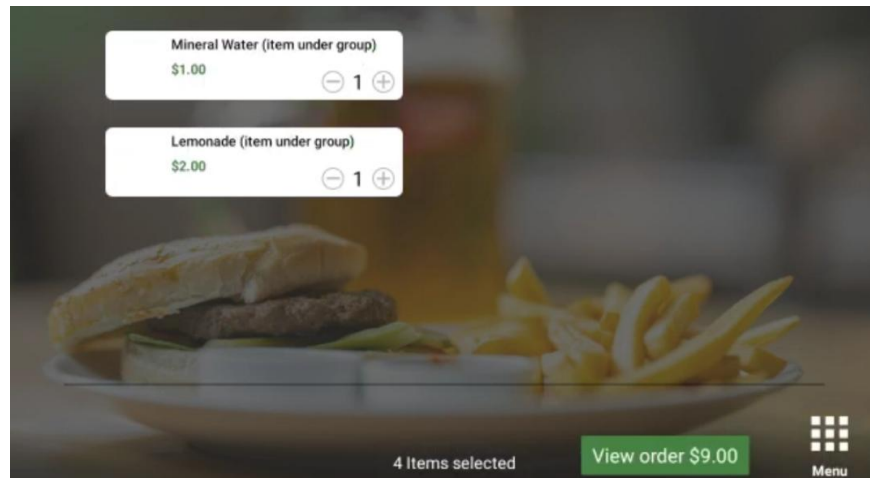 Mineral Water (item under group)
$1.00
1
Lemonade (item under group)
$2.00
1
4 Items selected
View order $9.00
Menu